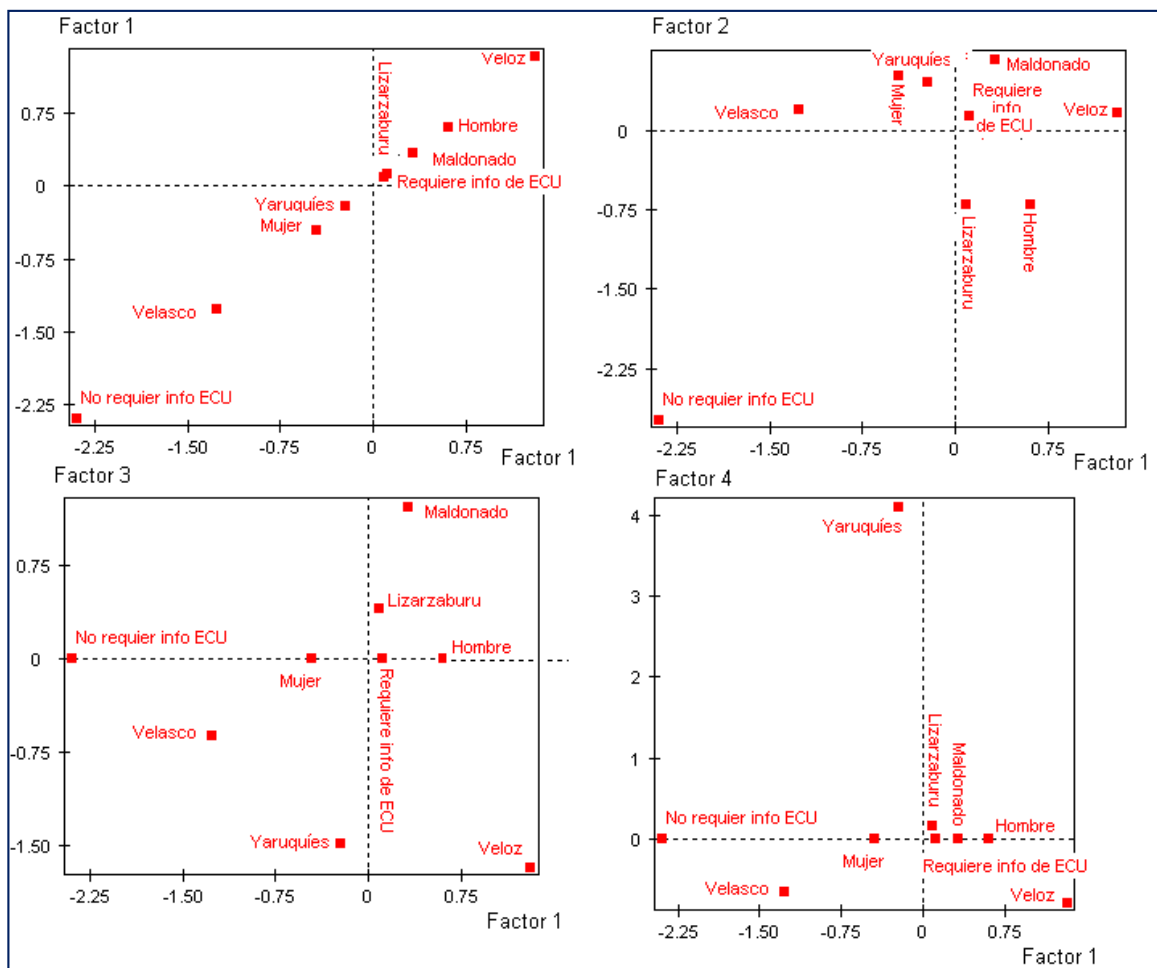 Factor 1
Veloz
Lizarzaburu
0.75
Hombre
Maldonado
Requiere info de ECU
0
Yaruquíes
Mujer
-0.75
Velasco
-1.50
No requier info ECU
-2.25
-2.25 -1.50 -0.75 0 0.75
Factor 1
Factor 2
Yaruquíes
Maldonado
Mujer
Requiere
info
de ECU
Velasco
Veloz
0
-0.75
Lizarzaburu
Hombre
-1.50
-2.25
No requier info ECU
-2.25 -1.50 -0.75 0 0.75
Factor 1
Factor 3
Maldonado
0.75
Lizarzaburu
No requier info ECU
Hombre
0
Mujer
Requiere info de ECU
Velasco
-0.75
Yaruquíes
Veloz
-1.50
-2.25 -1.50 -0.75 0 0.75
Factor 1
Factor 4
4
Yaruquíes
3
2
Lizarzaburu
Maldonado
1
No requier info ECU
Hombre
0
Mujer
Requiere info de ECU
Velasco
Veloz
-2.25 -1.50 -0.75 0 0.75
Factor 1